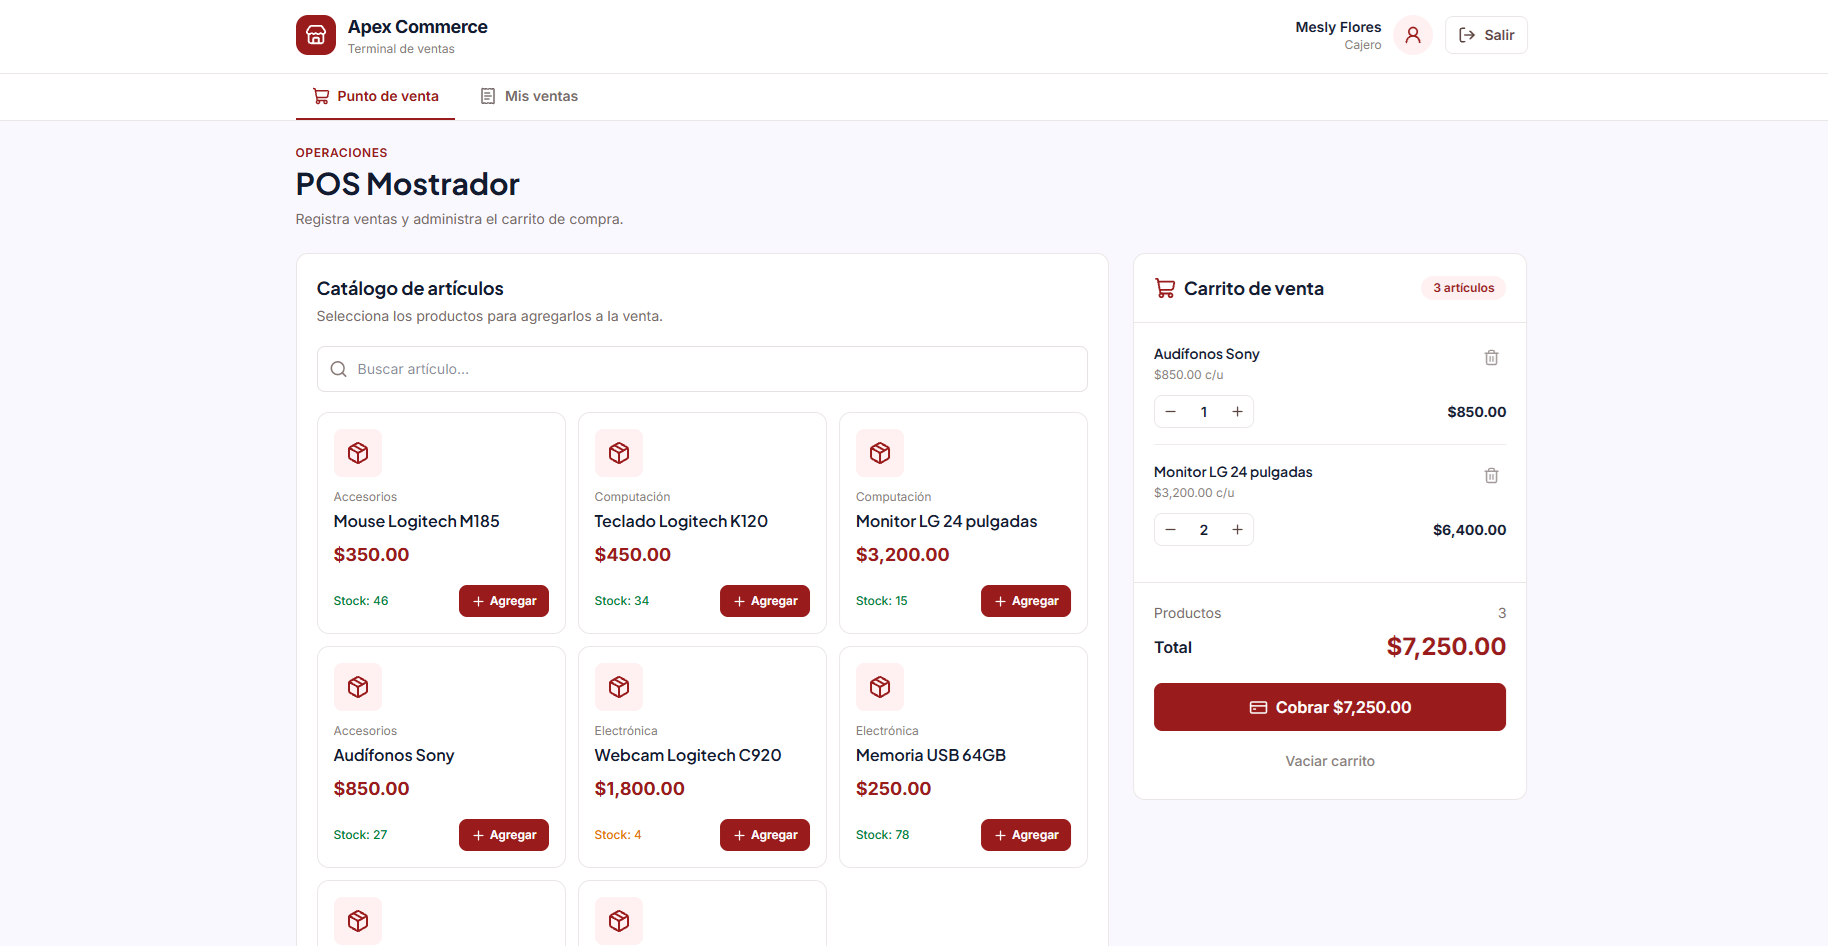 Apex Commerce
Terminal de ventas
Mesly Flores
Cajero
Salir
Punto de venta
Mis ventas
OPERACIONES
POS Mostrador
Registra ventas y administra el carrito de compra.
Catálogo de artículos
Selecciona los productos para agregarlos a la venta.
Buscar artículo...
Accesorios
Mouse Logitech M185
$350.00
Stock: 46
Agregar
Computación
Teclado Logitech K120
$450.00
Stock: 34
Agregar
Computación
Monitor LG 24 pulgadas
$3,200.00
Stock: 15
Agregar
Accesorios
Audífonos Sony
$850.00
Stock: 27
Agregar
Electrónica
Webcam Logitech C920
$1,800.00
Stock: 4
Agregar
Electrónica
Memoria USB 64GB
$250.00
Stock: 78
Agregar
Carrito de venta
3 artículos
Audífonos Sony
$850.00 c/u
1
$850.00
Monitor LG 24 pulgadas
$3,200.00 c/u
2
$6,400.00
Productos 3
Total $7,250.00
Cobrar $7,250.00
Vaciar carrito